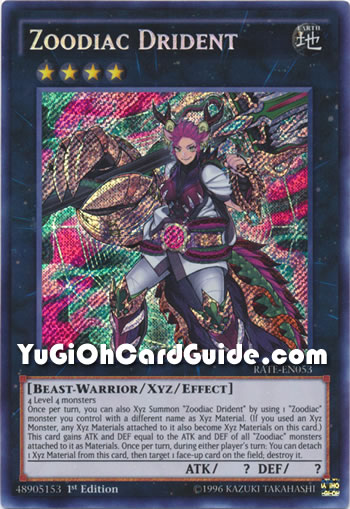 ZOODIAC DRIDENT
EARTH
地
YuGiOhCardGuide.com
RATE-EN053
[BEAST-WARRIOR/XYZ/EFFECT]
4 Level 4 monsters
Once per turn, you can also Xyz Summon "Zoodiac Drident" by using 1 "Zoodiac"
monster you control with a different name as Xyz Material. (If you used an Xyz
Monster, any Xyz Materials attached to it also become Xyz Materials on this card.)
This card gains ATK and DEF equal to the ATK and DEF of all "Zoodiac" monsters
attached to it as Materials. Once per turn, during either player's turn: You can detach
1 Xyz Material from this card, then target 1 face-up card on the field; destroy it.
ATK/ ? DEF/ ?
48905153 1st Edition ©1996 KAZUKI TAKAHASHI